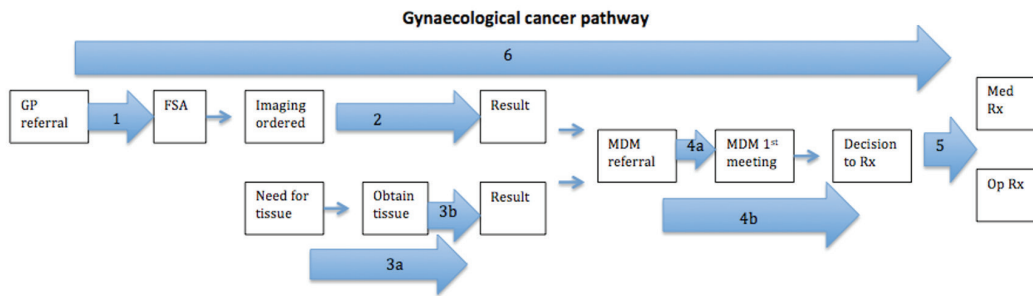 Gynaecological cancer pathway
6
GP
referral
1
FSA
Imaging
ordered
2
Result
Med
Rx
MDM
referral
4a
MDM 1st
meeting
Decision
to Rx
5
Need for
tissue
Obtain
tissue
3b
Result
Op Rx
4b
3a